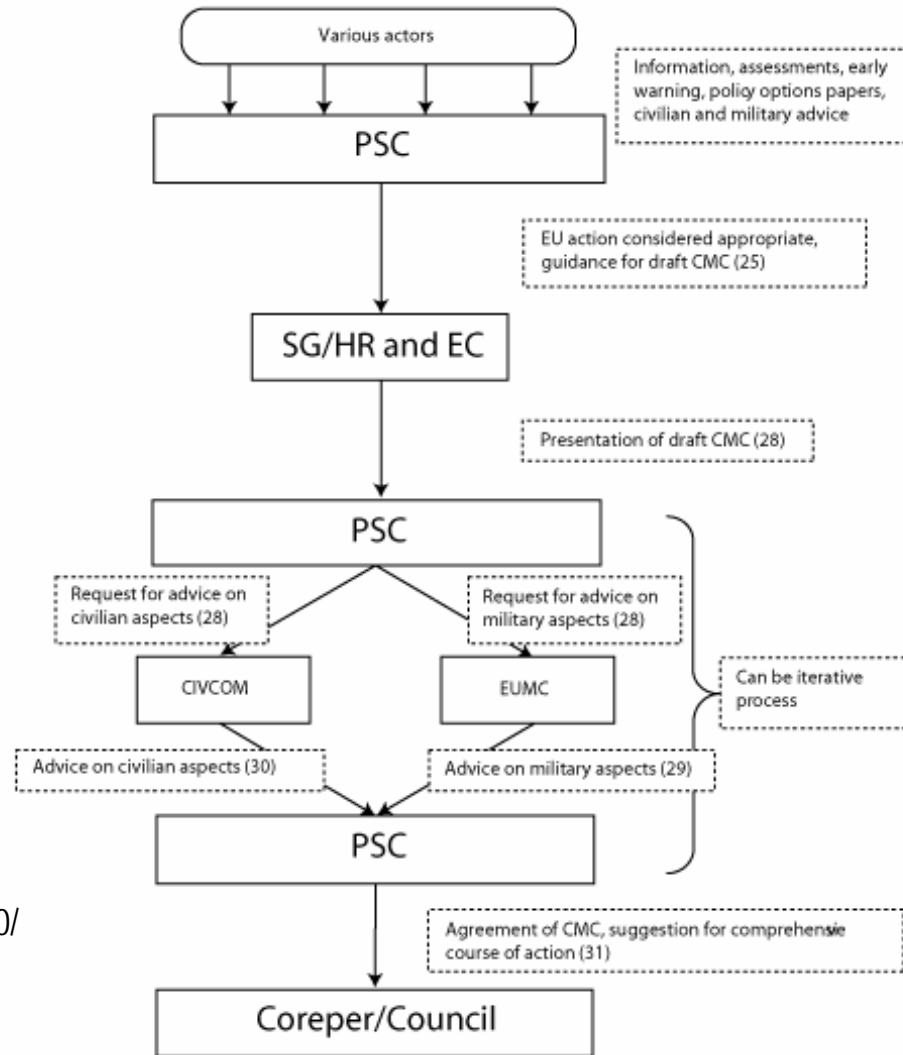 Various actors
Information, assessments, early
warning, policy options papers,
civilian and military advice
PSC
EU action considered appropriate,
guidance for draft CMC (25)
SG/HR and EC
Presentation of draft CMC (28)
PSC
Request for advice on
civilian aspects (28)
Request for advice on
military aspects (28)
CIVCOM
EUMC
Can be iterative
process
Advice on civilian aspects (30)
Advice on military aspects (29)
PSC
0/
Agreement of CMC, suggestion for comprehensive
course of action (31)
Coreper/Council